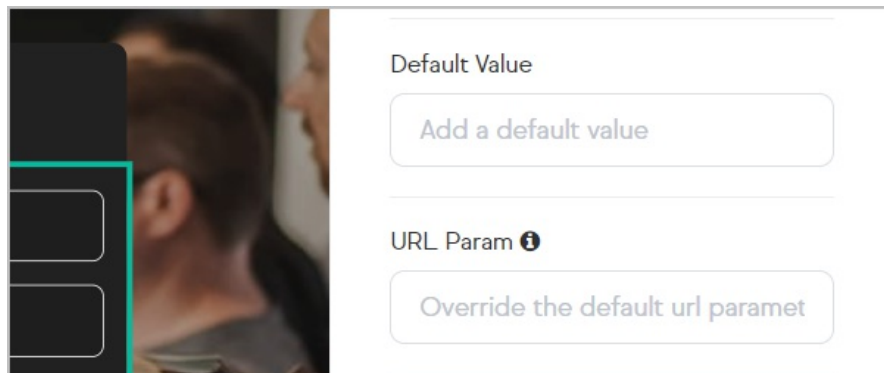 Default Value
Add a default value
URL Param
Override the default url paramet